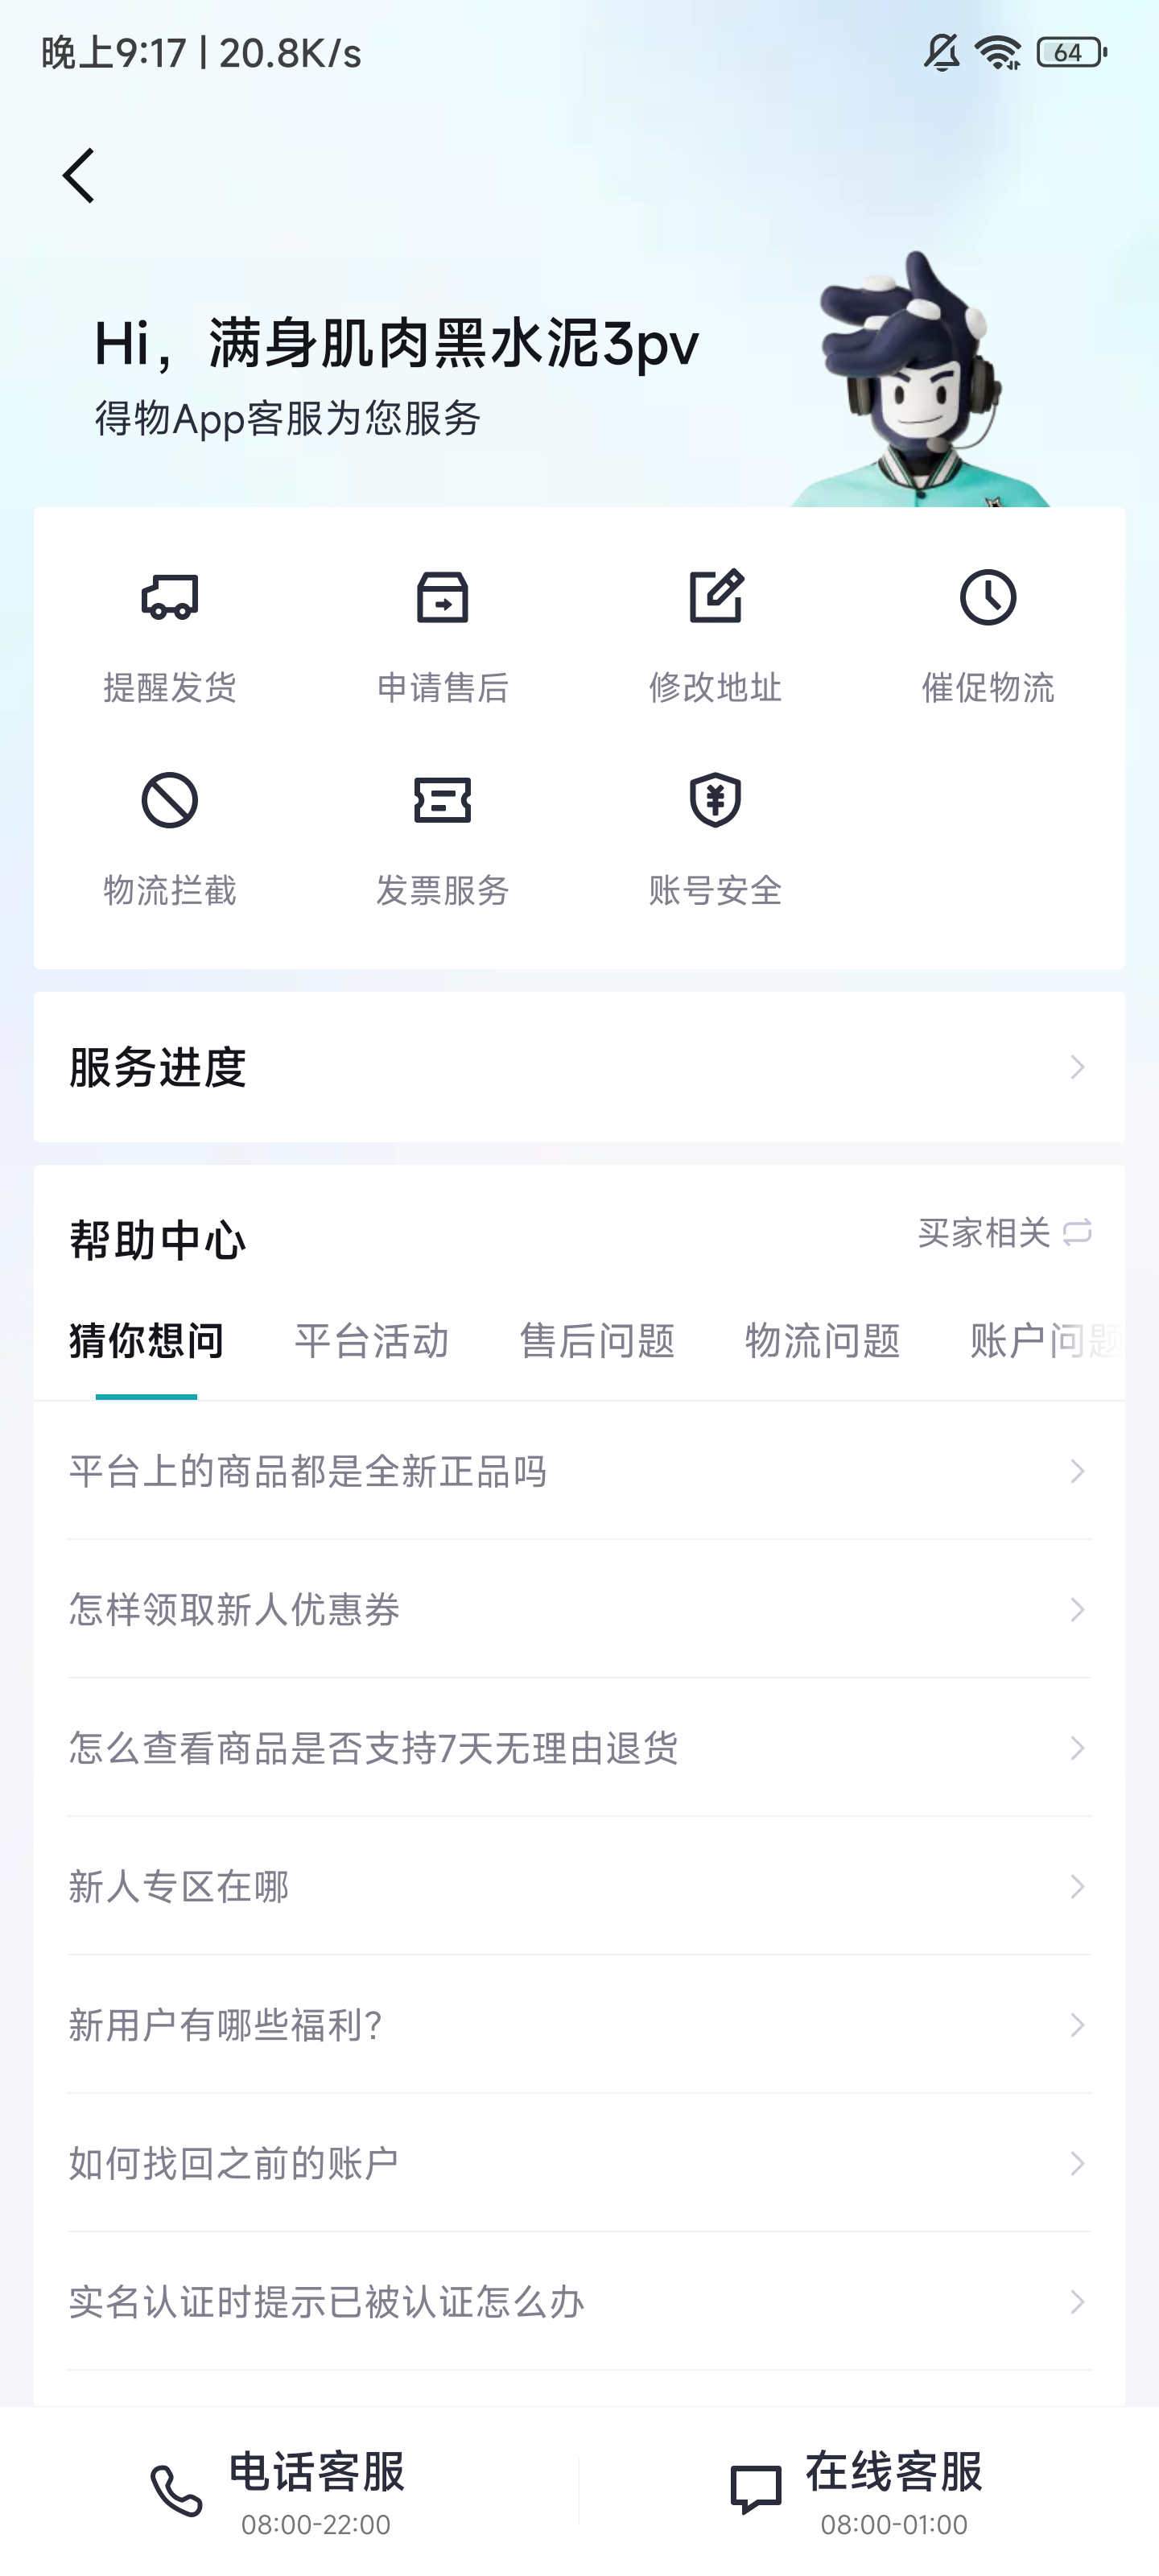 晚上9:17 | 20.8K/s
64
Hi，满身肌肉黑水泥3pv
得物App客服为您服务
提醒发货
申请售后
修改地址
催促物流
物流拦截
发票服务
账号安全
服务进度
帮助中心
买家相关
猜你想问
平台活动
售后问题
物流问题
账户问题
平台上的商品都是全新正品吗
怎样领取新人优惠券
怎么查看商品是否支持7天无理由退货
新人专区在哪
新用户有哪些福利?
如何找回之前的账户
实名认证时提示已被认证怎么办
电话客服
08:00-22:00
在线客服
08:00-01:00